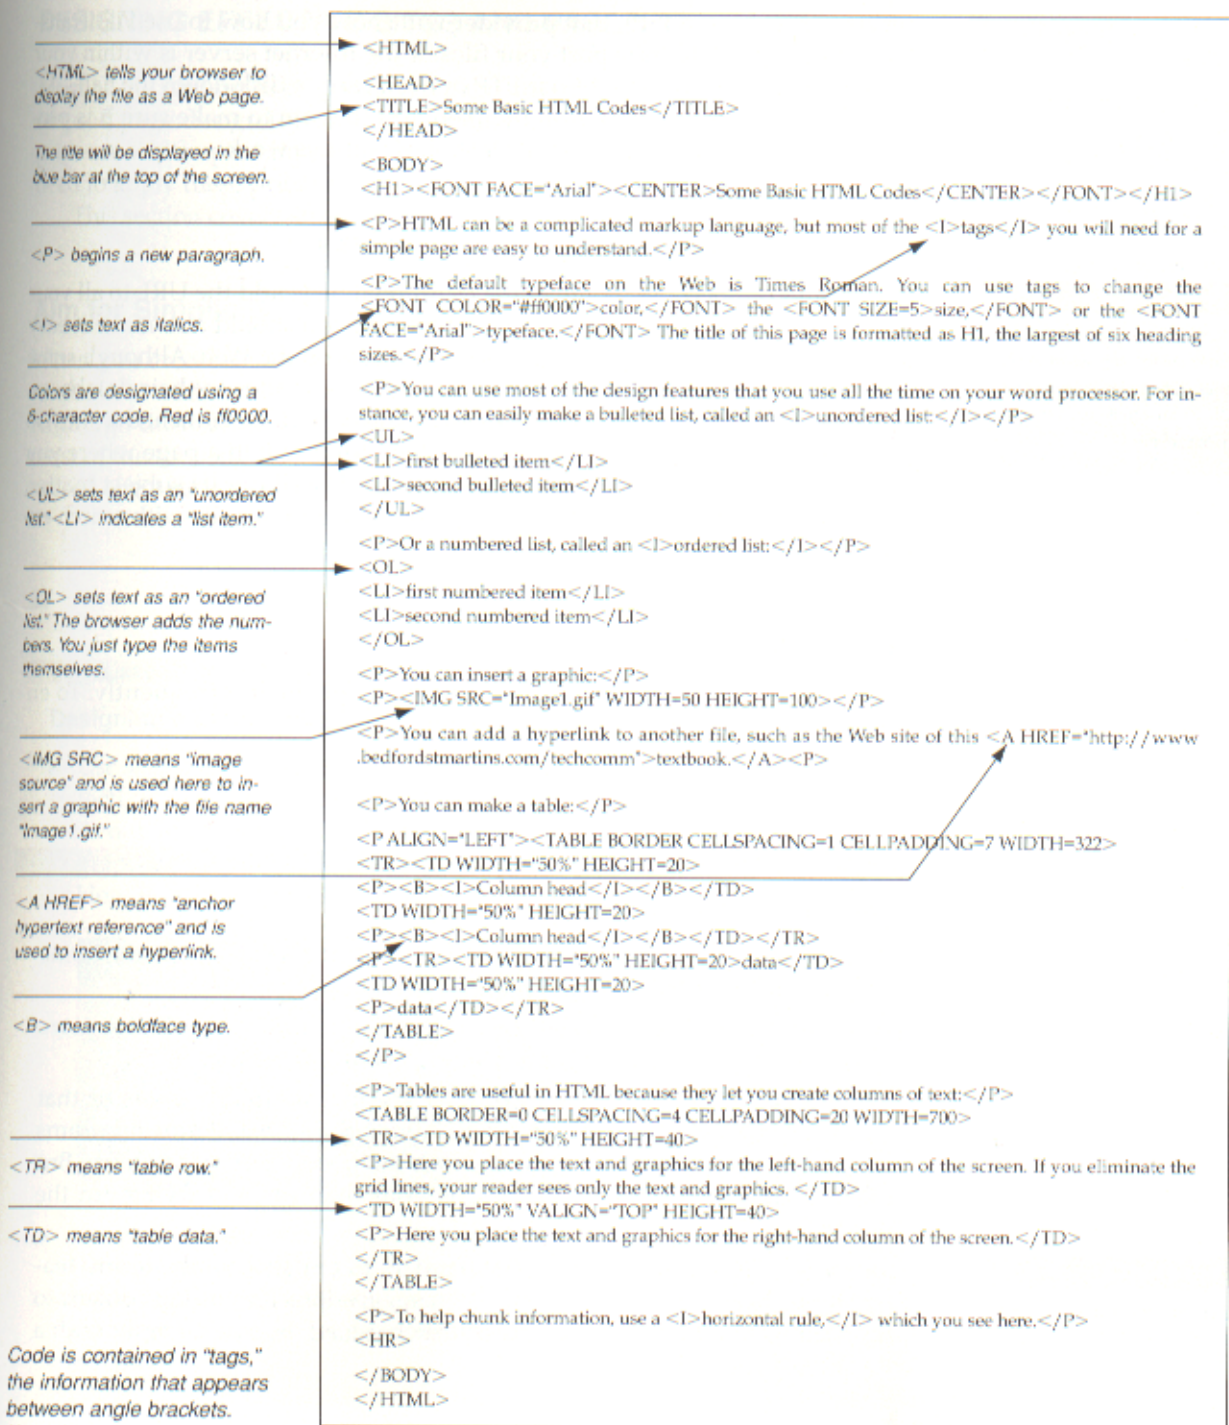 <HTML> tells your browser to
display the file as a Web page.
The title will be displayed in the
blue bar at the top of the screen.
<P> begins a new paragraph.
<I> sets text as italics.
Colors are designated using a
6-character code. Red is ff0000.
<UL> sets text as an "unordered
list." <LI> indicates a "list item."
<OL> sets text as an "ordered
list." The browser adds the num-
bers. You just type the items
themselves.
<IMG SRC> means "image
source" and is used here to in-
sert a graphic with the file name
"Image1.gif."
<A HREF> means "anchor
hypertext reference" and is
used to insert a hyperlink.
<B> means boldface type.
<TR> means "table row."
<TD> means "table data."
Code is contained in "tags,"
the information that appears
between angle brackets.
<HTML>
<HEAD>
<TITLE>Some Basic HTML Codes</TITLE>
</HEAD>
<BODY>
<H1><FONT FACE="Arial"><CENTER>Some Basic HTML Codes</CENTER></FONT></H1>
<P>HTML can be a complicated markup language, but most of the <I>tags</I> you will need for a
simple page are easy to understand.</P>
<P>The default typeface on the Web is Times Roman. You can use tags to change the
<FONT COLOR="#ff0000">color,</FONT> the <FONT SIZE=5>size,</FONT> or the <FONT
FACE="Arial">typeface.</FONT> The title of this page is formatted as H1, the largest of six heading
sizes.</P>
<P>You can use most of the design features that you use all the time on your word processor. For in-
stance, you can easily make a bulleted list, called an <I>unordered list:</I></P>
<UL>
<LI>first bulleted item</LI>
<LI>second bulleted item</LI>
</UL>
<P>Or a numbered list, called an <I>ordered list:</I></P>
<OL>
<LI>first numbered item</LI>
<LI>second numbered item</LI>
</OL>
<P>You can insert a graphic:</P>
<P><IMG SRC="Image1.gif" WIDTH=50 HEIGHT=100></P>
<P>You can add a hyperlink to another file, such as the Web site of this <A HREF="http://www
.bedfordstmartins.com/techcomm">textbook.</A><P>
<P>You can make a table:</P>
<P ALIGN="LEFT"><TABLE BORDER CELLSPACING=1 CELLPADDING=7 WIDTH=322>
<TR><TD WIDTH="50%" HEIGHT=20>
<P><B><I>Column head</I></B></TD>
<TD WIDTH="50%" HEIGHT=20>
<P><B><I>Column head</I></B></TD></TR>
<P><TR><TD WIDTH="50%" HEIGHT=20>data</TD>
<TD WIDTH="50%" HEIGHT=20>
<P>data</TD></TR>
</TABLE>
</P>
<P>Tables are useful in HTML because they let you create columns of text:</P>
<TABLE BORDER=0 CELLSPACING=4 CELLPADDING=20 WIDTH=700>
<TR><TD WIDTH="50%" HEIGHT=40>
<P>Here you place the text and graphics for the left-hand column of the screen. If you eliminate the
grid lines, your reader sees only the text and graphics. </TD>
<TD WIDTH="50%" VALIGN="TOP" HEIGHT=40>
<P>Here you place the text and graphics for the right-hand column of the screen.</TD>
</TR>
</TABLE>
<P>To help chunk information, use a <I>horizontal rule,</I> which you see here.</P>
<HR>
</BODY>
</HTML>